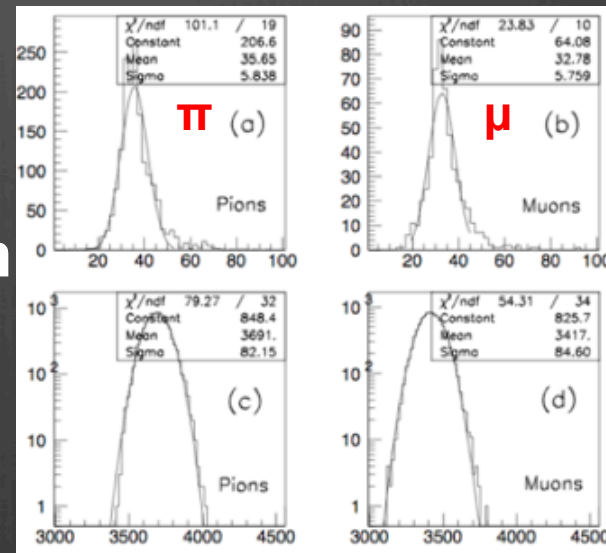 χ²/ndf 101.1 / 19
Constant 206.6
Mean 35.65
Sigma 5.838
250
200
150
100
50
0
π (a)
Pions
20 40 60 80 100
χ²/ndf 23.83 / 10
Constant 64.08
Mean 32.78
Sigma 5.759
90
80
70
60
50
40
30
20
10
0
μ (b)
Muons
20 40 60 80 100
n
χ²/ndf 79.27 / 32
Constant 848.4
Mean 3691.
Sigma 82.15
10³
10²
10
1
(c)
Pions
3000 3500 4000 4500
χ²/ndf 54.31 / 34
Constant 825.7
Mean 3417.
Sigma 84.60
10³
10²
10
1
(d)
Muons
3000 3500 4000 4500